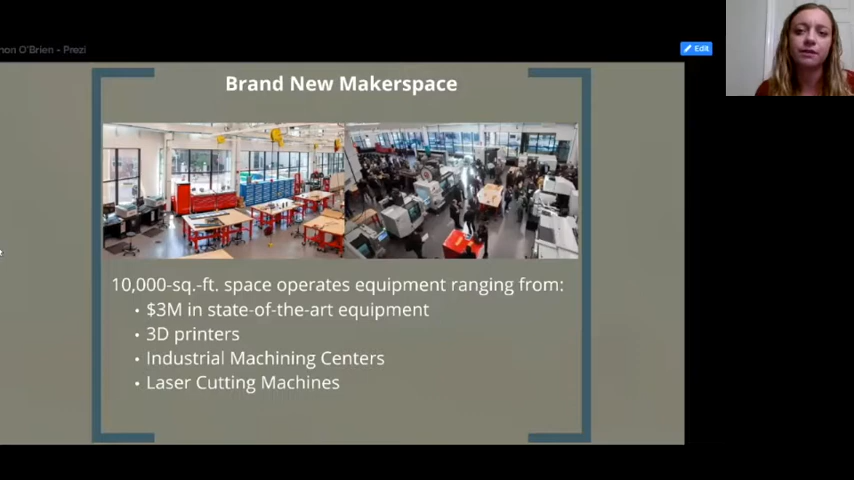 non O'Brien - Prezi
Edit
Brand New Makerspace
10,000-sq.-ft. space operates equipment ranging from:
• $3M in state-of-the-art equipment
• 3D printers
• Industrial Machining Centers
• Laser Cutting Machines